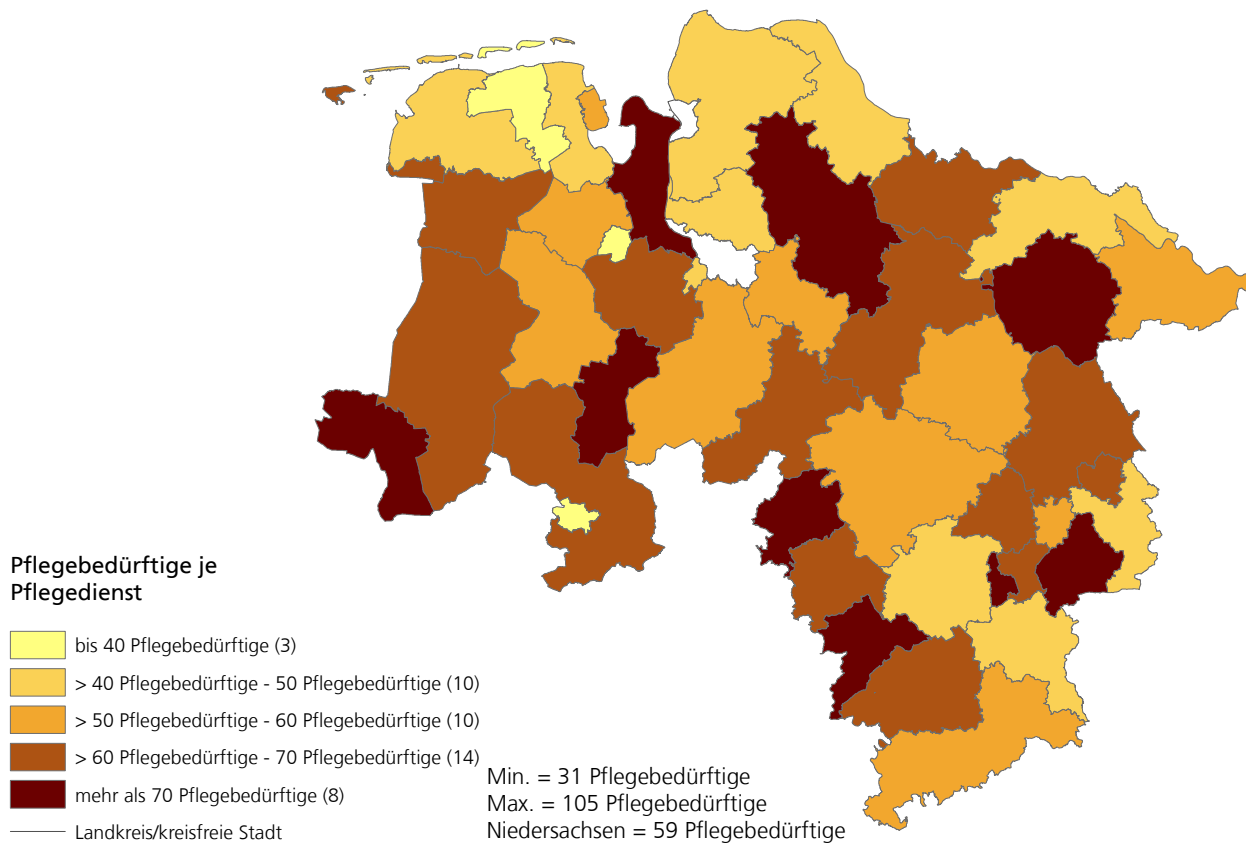 Pflegebedürftige je
Pflegedienst
bis 40 Pflegebedürftige (3)
> 40 Pflegebedürftige - 50 Pflegebedürftige (10)
> 50 Pflegebedürftige - 60 Pflegebedürftige (10)
> 60 Pflegebedürftige - 70 Pflegebedürftige (14)
mehr als 70 Pflegebedürftige (8)
Landkreis/kreisfreie Stadt
Min. = 31 Pflegebedürftige
Max. = 105 Pflegebedürftige
Niedersachsen = 59 Pflegebedürftige